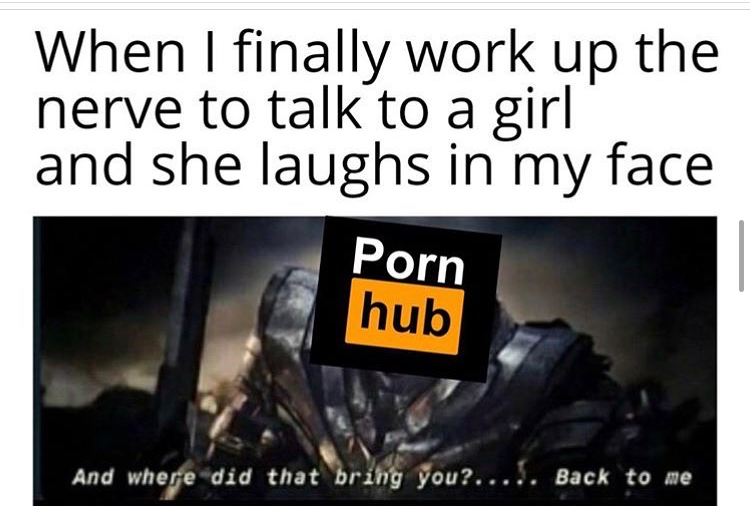 When I finally work up the
nerve to talk to a girl
and she laughs in my face
Porn
hub
And where did that bring you?..... Back to me